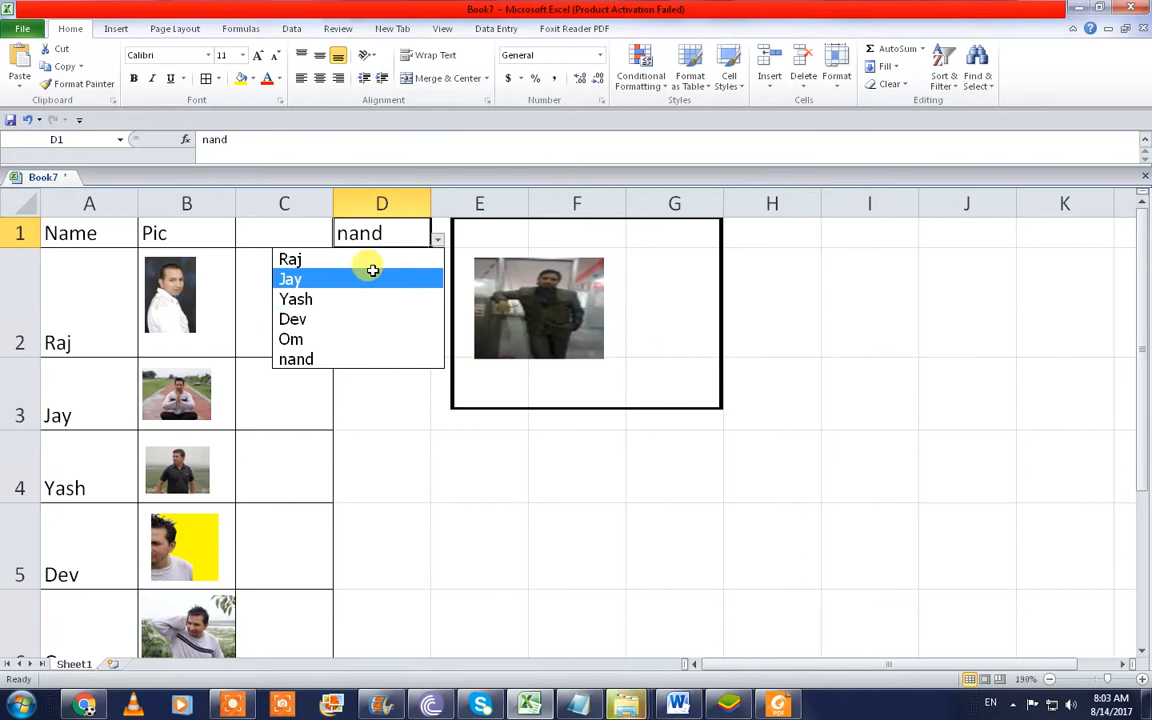 Book7 - Microsoft Excel (Product Activation Failed)
File Home Insert Page Layout Formulas Data Review View New Tab Data Entry Foxit Reader PDF
Cut
Copy
Format Painter
Paste
Clipboard
Calibri 11
B I U
Font
Wrap Text
Merge & Center
Alignment
General
$ % ,
Number
Conditional Formatting
Format as Table
Cell Styles
Styles
Insert Delete Format
Cells
AutoSum
Fill
Clear
Sort & Filter
Find & Select
Editing
D1 fx nand
Book7 *
A B C D E F G H I J K
1 Name Pic nand
Raj
Jay
Yash
Dev
Om
nand
2 Raj
3 Jay
4 Yash
5 Dev
Sheet1
Ready 190%
EN 8:03 AM
8/14/2017